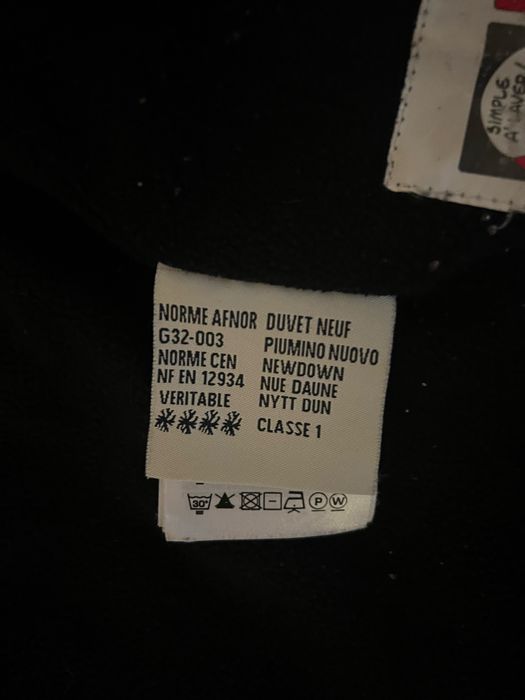 SIMPLE
A' LAVER!
NORME AFNOR DUVET NEUF
G32-003 PIUMINO NUOVO
NORME CEN NEWDOWN
NF EN 12934 NUE DAUNE
VERITABLE NYTT DUN
CLASSE 1
30° P W